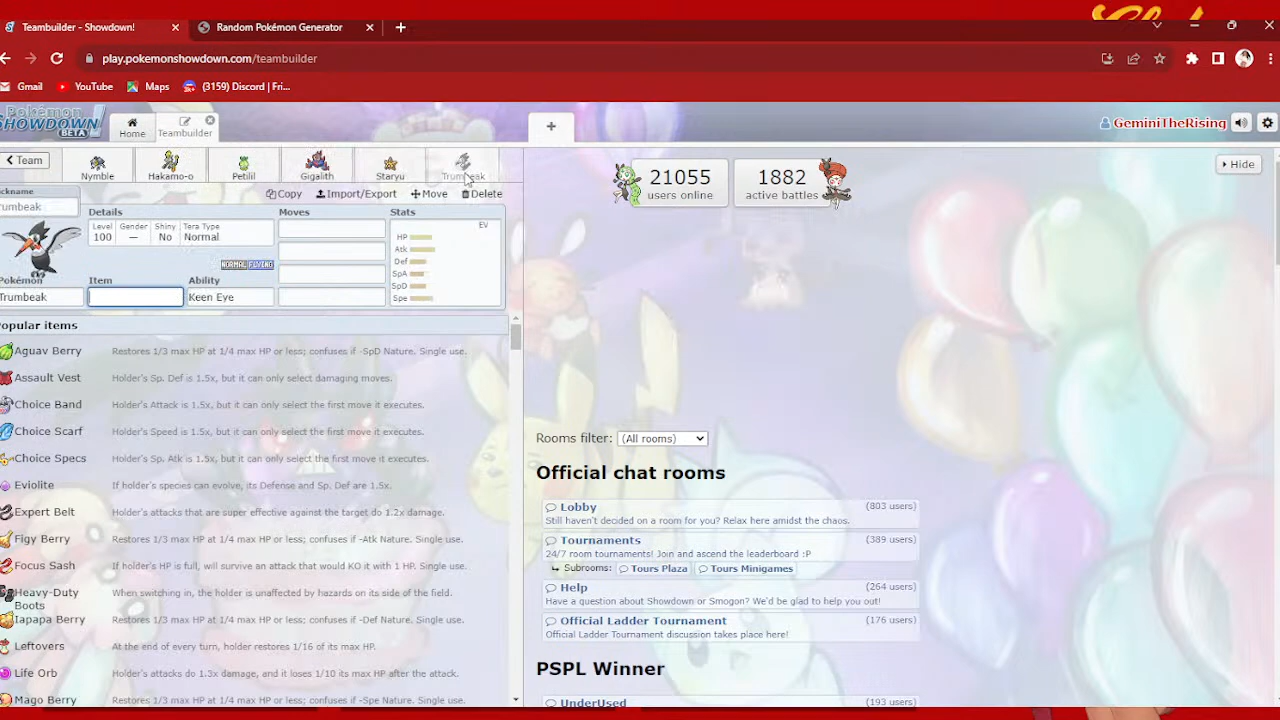 Teambuilder - Showdown!
Random Pokémon Generator
play.pokemonshowdown.com/teambuilder
Gmail
YouTube
Maps
(3159) Discord | Fri...
Pokémon
SHOWDOWN!
BETA
Home
Teambuilder
GeminiTheRising
Team
Nymble
Hakamo-o
Petilil
Gigalith
Staryu
Trumbeak
21055
users online
1882
active battles
Hide
Copy
Import/Export
Move
Delete
ickname
rumbeak
Details
Moves
Stats
Level
Gender
Shiny
Tera Type
100
—
No
Normal
EV
HP
Atk
Def
SpA
SpD
Spe
NORMAL FLYING
Pokémon
Item
Ability
Trumbeak
Keen Eye
opular items
Aguav Berry Restores 1/3 max HP at 1/4 max HP or less; confuses if -SpD Nature. Single use.
Assault Vest Holder's Sp. Def is 1.5x, but it can only select damaging moves.
Choice Band Holder's Attack is 1.5x, but it can only select the first move it executes.
Choice Scarf Holder's Speed is 1.5x, but it can only select the first move it executes.
Choice Specs Holder's Sp. Atk is 1.5x, but it can only select the first move it executes.
Eviolite If holder's species can evolve, its Defense and Sp. Def are 1.5x.
Expert Belt Holder's attacks that are super effective against the target do 1.2x damage.
Figy Berry Restores 1/3 max HP at 1/4 max HP or less; confuses if -Atk Nature. Single use.
Focus Sash If holder's HP is full, will survive an attack that would KO it with 1 HP. Single use.
Heavy-Duty Boots When switching in, the holder is unaffected by hazards on its side of the field.
Iapapa Berry Restores 1/3 max HP at 1/4 max HP or less; confuses if -Def Nature. Single use.
Leftovers At the end of every turn, holder restores 1/16 of its max HP.
Life Orb Holder's attacks do 1.3x damage, and it loses 1/10 its max HP after the attack.
Mago Berry Restores 1/3 max HP at 1/4 max HP or less; confuses if -Spe Nature. Single use.
Rooms filter: (All rooms)
Official chat rooms
Lobby (803 users)
Still haven't decided on a room for you? Relax here amidst the chaos.
Tournaments (389 users)
24/7 room tournaments! Join and ascend the leaderboard :P
Subrooms: Tours Plaza Tours Minigames
Help (264 users)
Have a question about Showdown or Smogon? We'd be glad to help you out!
Official Ladder Tournament (176 users)
Official Ladder Tournament discussion takes place here!
PSPL Winner
UnderUsed (193 users)